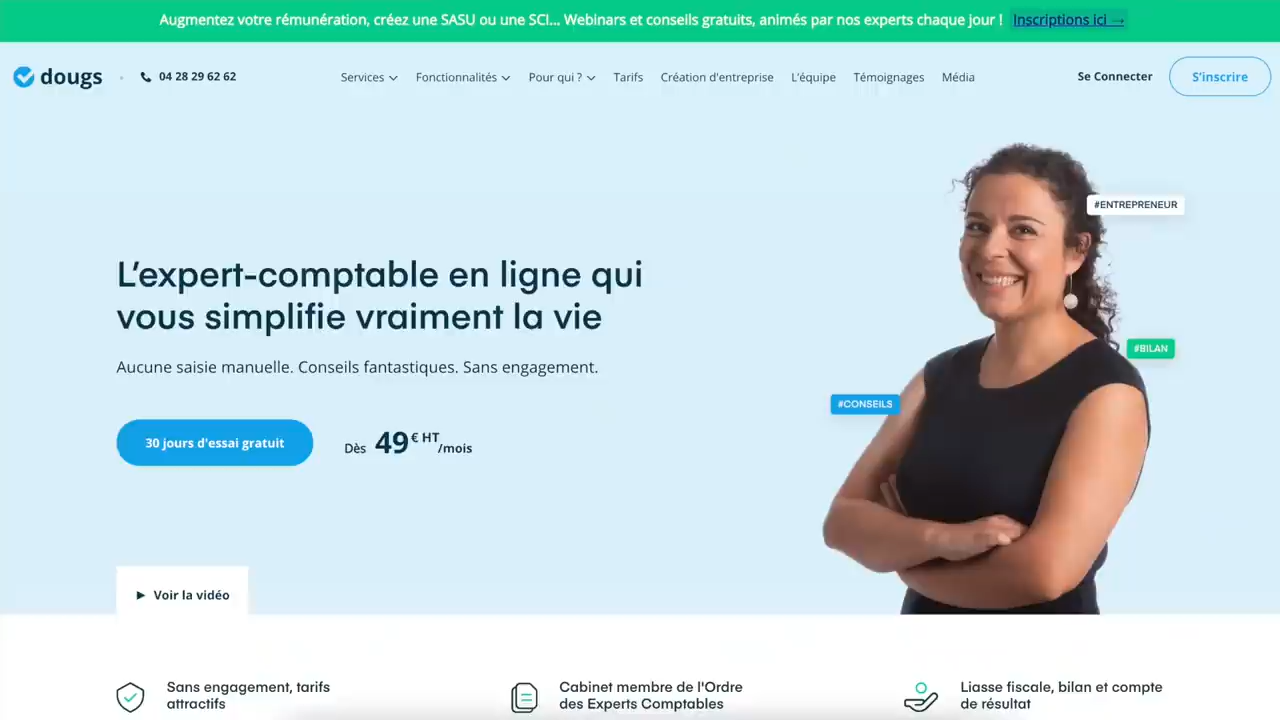 Augmentez votre rémunération, créez une SASU ou une SCI... Webinars et conseils gratuits, animés par nos experts chaque jour ! Inscriptions ici →
dougs
04 28 29 62 62
Services
Fonctionnalités
Pour qui ?
Tarifs
Création d'entreprise
L'équipe
Témoignages
Média
Se Connecter
S'inscrire
#ENTREPRENEUR
L'expert-comptable en ligne qui
vous simplifie vraiment la vie
#BILAN
Aucune saisie manuelle. Conseils fantastiques. Sans engagement.
#CONSEILS
30 jours d'essai gratuit
Dès 49€ HT/mois
Voir la vidéo
Sans engagement, tarifs
attractifs
Cabinet membre de l'Ordre
des Experts Comptables
Liasse fiscale, bilan et compte
de résultat